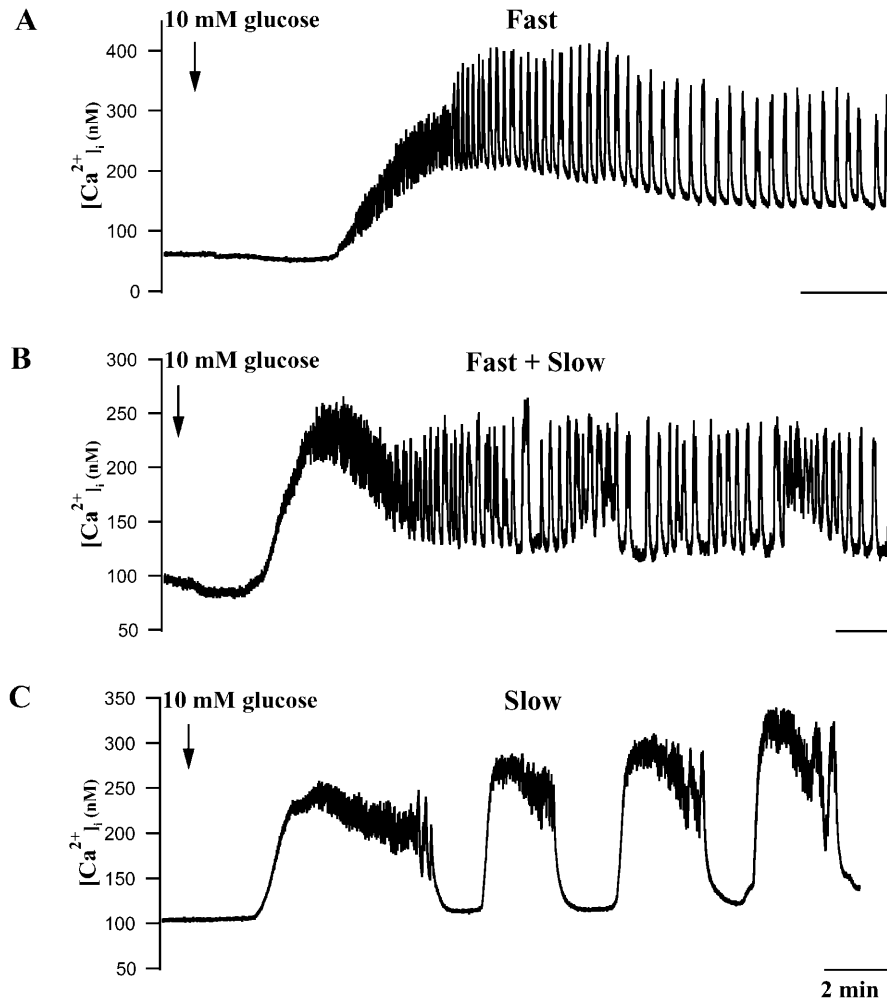 A
10 mM glucose
Fast
[Ca2+]i (nM)
400
300
200
100
0
B
10 mM glucose
Fast + Slow
[Ca2+]i (nM)
300
250
200
150
100
50
C
10 mM glucose
Slow
[Ca2+]i (nM)
350
300
250
200
150
100
50
2 min